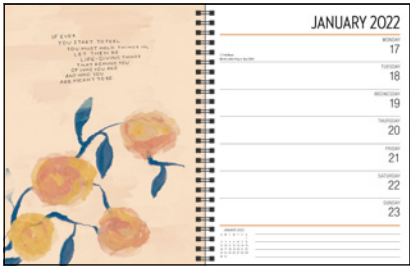 IF EVER
YOU START TO FEEL
YOU MUST HOLD THINGS IN,
LET THEM BE
LIFE-GIVING THINGS
THAT REMIND YOU
OF WHO YOU ARE
AND WHO YOU
ARE MEANT TO BE.
JANUARY 2022
MONDAY
17
TUESDAY
18
WEDNESDAY
19
THURSDAY
20
FRIDAY
21
SATURDAY
22
SUNDAY
23
JANUARY 2022